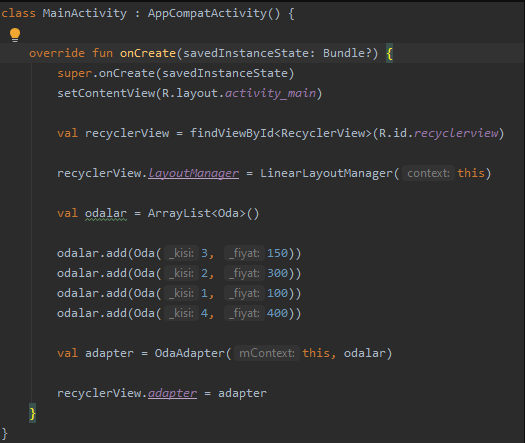 class MainActivity : AppCompatActivity() {
override fun onCreate(savedInstanceState: Bundle?) {
super.onCreate(savedInstanceState)
setContentView(R.layout.activity_main)
val recyclerView = findViewById<RecyclerView>(R.id.recyclerview)
recyclerView.layoutManager = LinearLayoutManager( context: this)
val odalar = ArrayList<Oda>()
odalar.add(Oda( _kisi: 3, _fiyat: 150))
odalar.add(Oda( _kisi: 2, _fiyat: 300))
odalar.add(Oda( _kisi: 1, _fiyat: 100))
odalar.add(Oda( _kisi: 4, _fiyat: 400))
val adapter = OdaAdapter( mContext: this, odalar)
recyclerView.adapter = adapter
}
}